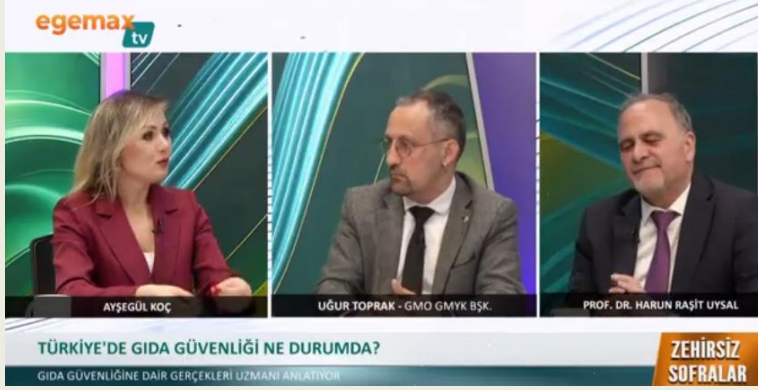 egemax
tv
AYŞEGÜL KOÇ
UĞUR TOPRAK - GMO GMYK BŞK.
PROF. DR. HARUN RAŞİT UYSAL
TÜRKİYE'DE GIDA GÜVENLİĞİ NE DURUMDA?
GIDA GÜVENLİĞİNE DAİR GERÇEKLERİ UZMANI ANLATIYOR
ZEHİRSİZ
SOFRALAR